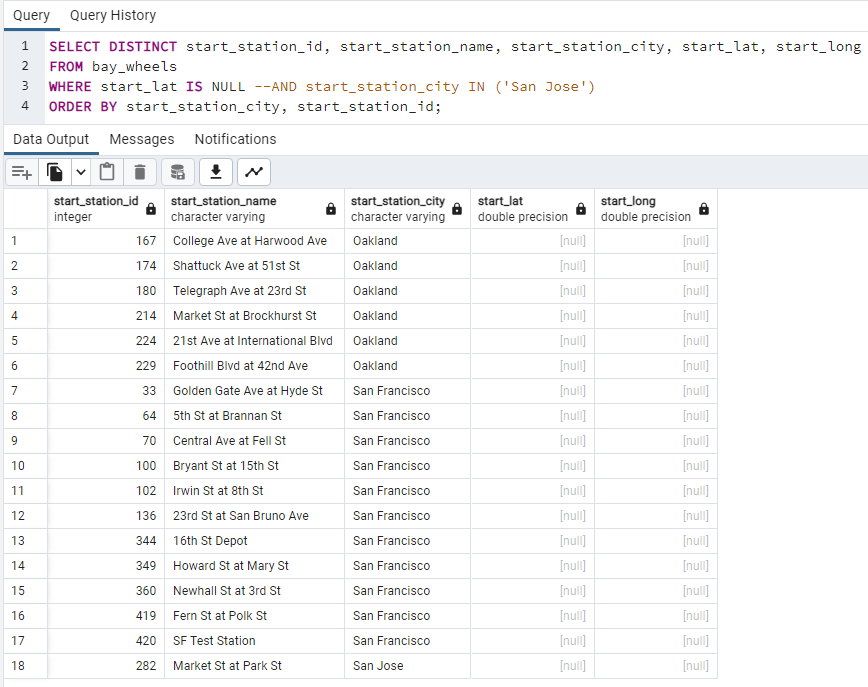 Query Query History
1 SELECT DISTINCT start_station_id, start_station_name, start_station_city, start_lat, start_long
2 FROM bay_wheels
3 WHERE start_lat IS NULL --AND start_station_city IN ('San Jose')
4 ORDER BY start_station_city, start_station_id;
Data Output Messages Notifications
start_station_id start_station_name start_station_city start_lat start_long
integer character varying character varying double precision double precision
1 167 College Ave at Harwood Ave Oakland [null] [null]
2 174 Shattuck Ave at 51st St Oakland [null] [null]
3 180 Telegraph Ave at 23rd St Oakland [null] [null]
4 214 Market St at Brockhurst St Oakland [null] [null]
5 224 21st Ave at International Blvd Oakland [null] [null]
6 229 Foothill Blvd at 42nd Ave Oakland [null] [null]
7 33 Golden Gate Ave at Hyde St San Francisco [null] [null]
8 64 5th St at Brannan St San Francisco [null] [null]
9 70 Central Ave at Fell St San Francisco [null] [null]
10 100 Bryant St at 15th St San Francisco [null] [null]
11 102 Irwin St at 8th St San Francisco [null] [null]
12 136 23rd St at San Bruno Ave San Francisco [null] [null]
13 344 16th St Depot San Francisco [null] [null]
14 349 Howard St at Mary St San Francisco [null] [null]
15 360 Newhall St at 3rd St San Francisco [null] [null]
16 419 Fern St at Polk St San Francisco [null] [null]
17 420 SF Test Station San Francisco [null] [null]
18 282 Market St at Park St San Jose [null] [null]